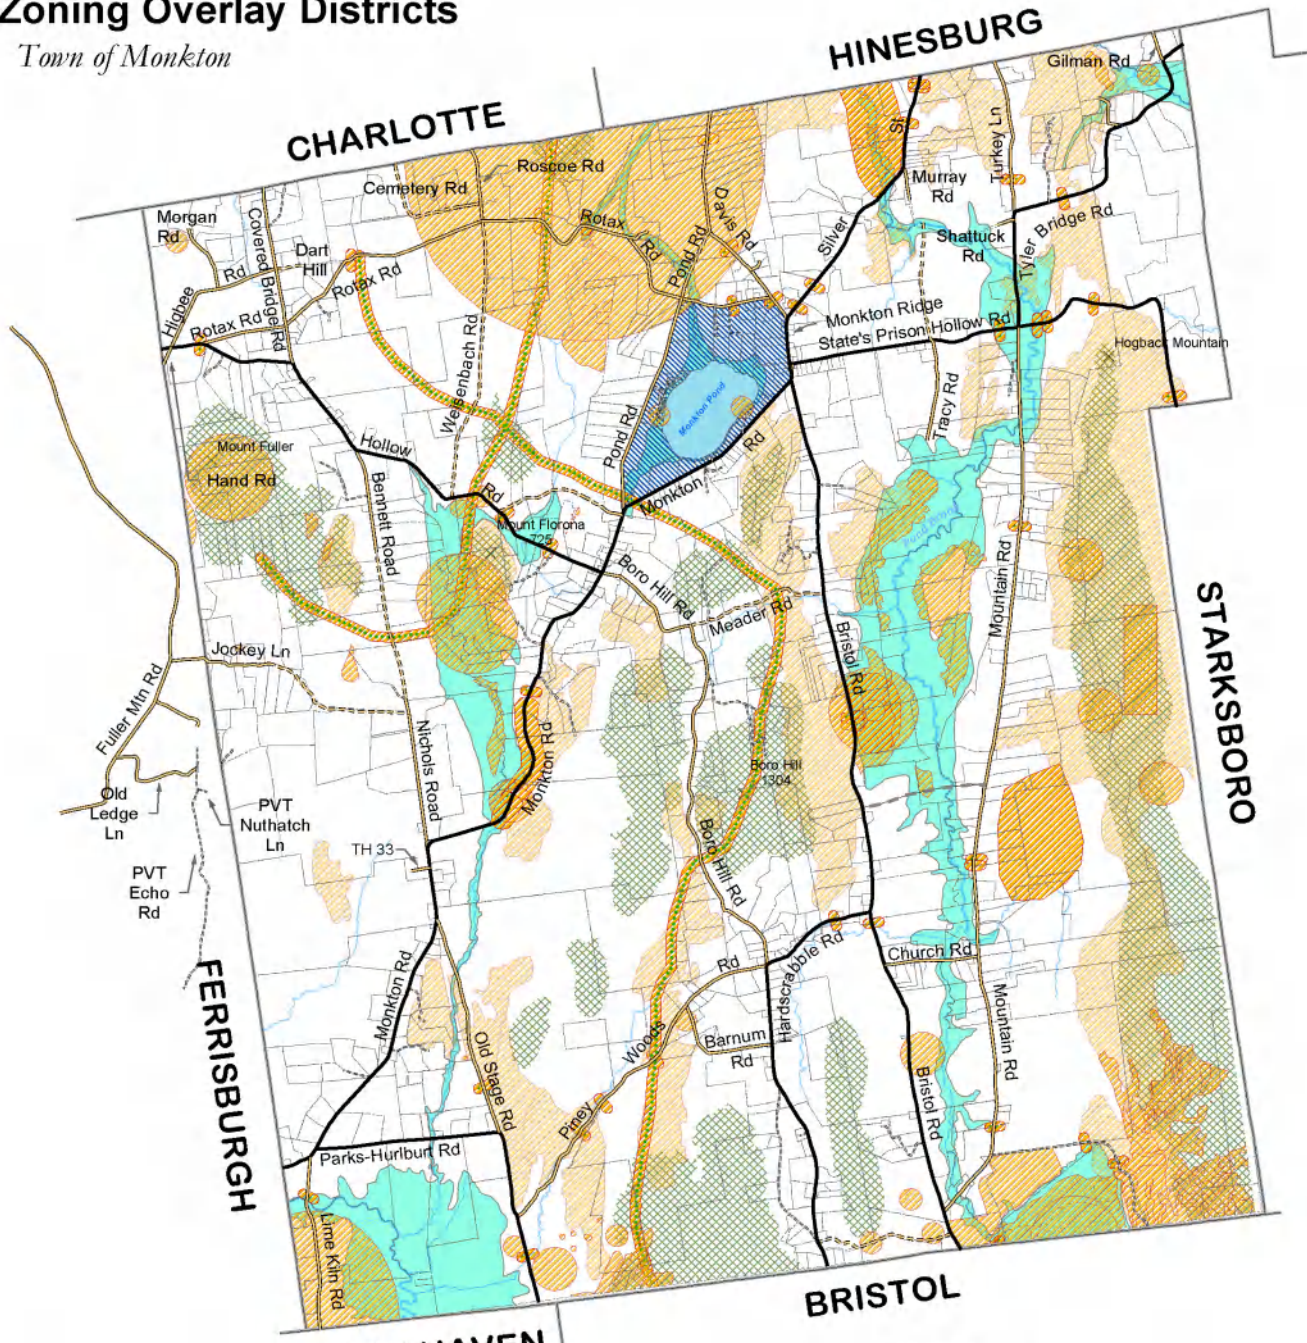 Zoning Overlay Districts
Town of Monkton
HINESBURG
Gilman Rd
CHARLOTTE
Roscoe Rd
Cemetery Rd
St
Turkey Ln
Murray
Rd
Morgan
Rd
Covered Bridge Rd
Dart
Hill
Rd
Rotax
Rd
Davis Rd
Pond Rd
Silver
Shattuck
Rd
Tyler
Bridge Rd
Higbee
Rotax Rd
Rotax Rd
Monkton Ridge
State's Prison Hollow Rd
Hogback Mountain
Weisenbach Rd
Monkton Pond
Tracy Rd
Pond Rd
Rd
Mount Fuller
Hand Rd
Hollow
Rd
Bennett Road
Monkton
Mount Florona
725
Pond Brook
Boro Hill Rd
Meader Rd
Mountain Rd
STARKSBORO
Jockey Ln
Bristol Rd
Fuller Mtn Rd
Nichols Road
Monkton Rd
Boro Hill
1304
Old
Ledge
Ln
PVT
Nuthatch
Ln
TH 33
PVT
Echo
Rd
Boro Hill Rd
FERRISBURGH
Monkton Rd
Rd
Hardscrabble Rd
Church Rd
Mountain Rd
Woods
Barnum
Rd
Old Stage Rd
Piney
Bristol Rd
Parks-Hurlburt Rd
Lime Kiln Rd
BRISTOL
HAVEN